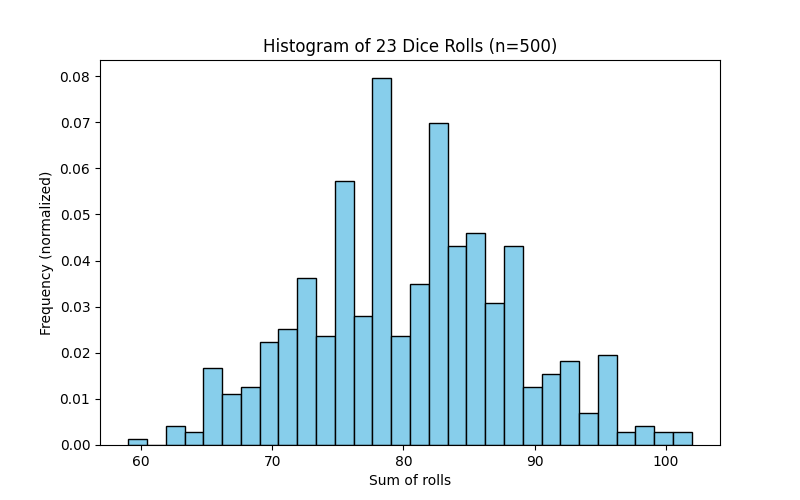 Histogram of 23 Dice Rolls (n=500)
Frequency (normalized)
0.08
0.07
0.06
0.05
0.04
0.03
0.02
0.01
0.00
60 70 80 90 100
Sum of rolls